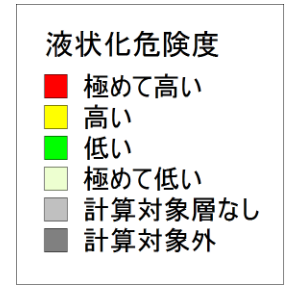 液状化危険度
極めて高い
高い
低い
極めて低い
計算対象層なし
計算対象外